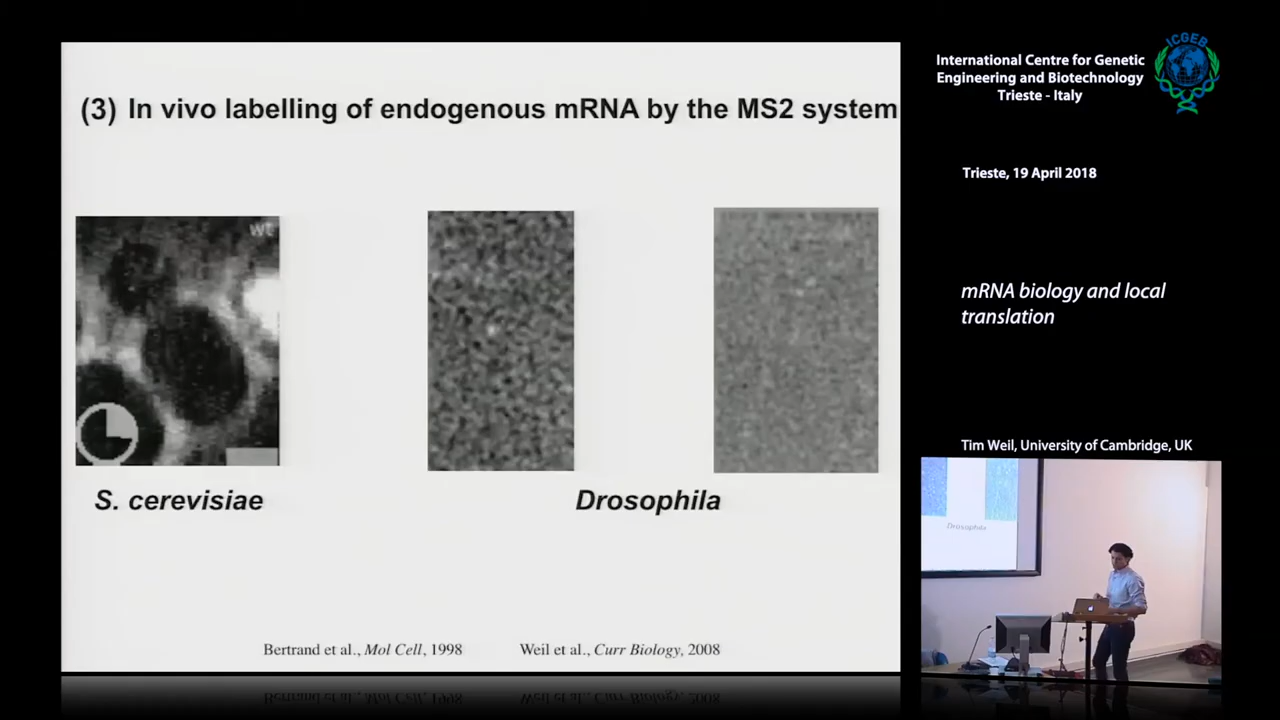 (3) In vivo labelling of endogenous mRNA by the MS2 system
wt
S. cerevisiae
Drosophila
Bertrand et al., Mol Cell, 1998
Weil et al., Curr Biology, 2008
International Centre for Genetic
Engineering and Biotechnology
Trieste - Italy
ICGEB
Trieste, 19 April 2018
mRNA biology and local
translation
Tim Weil, University of Cambridge, UK
Drosophila